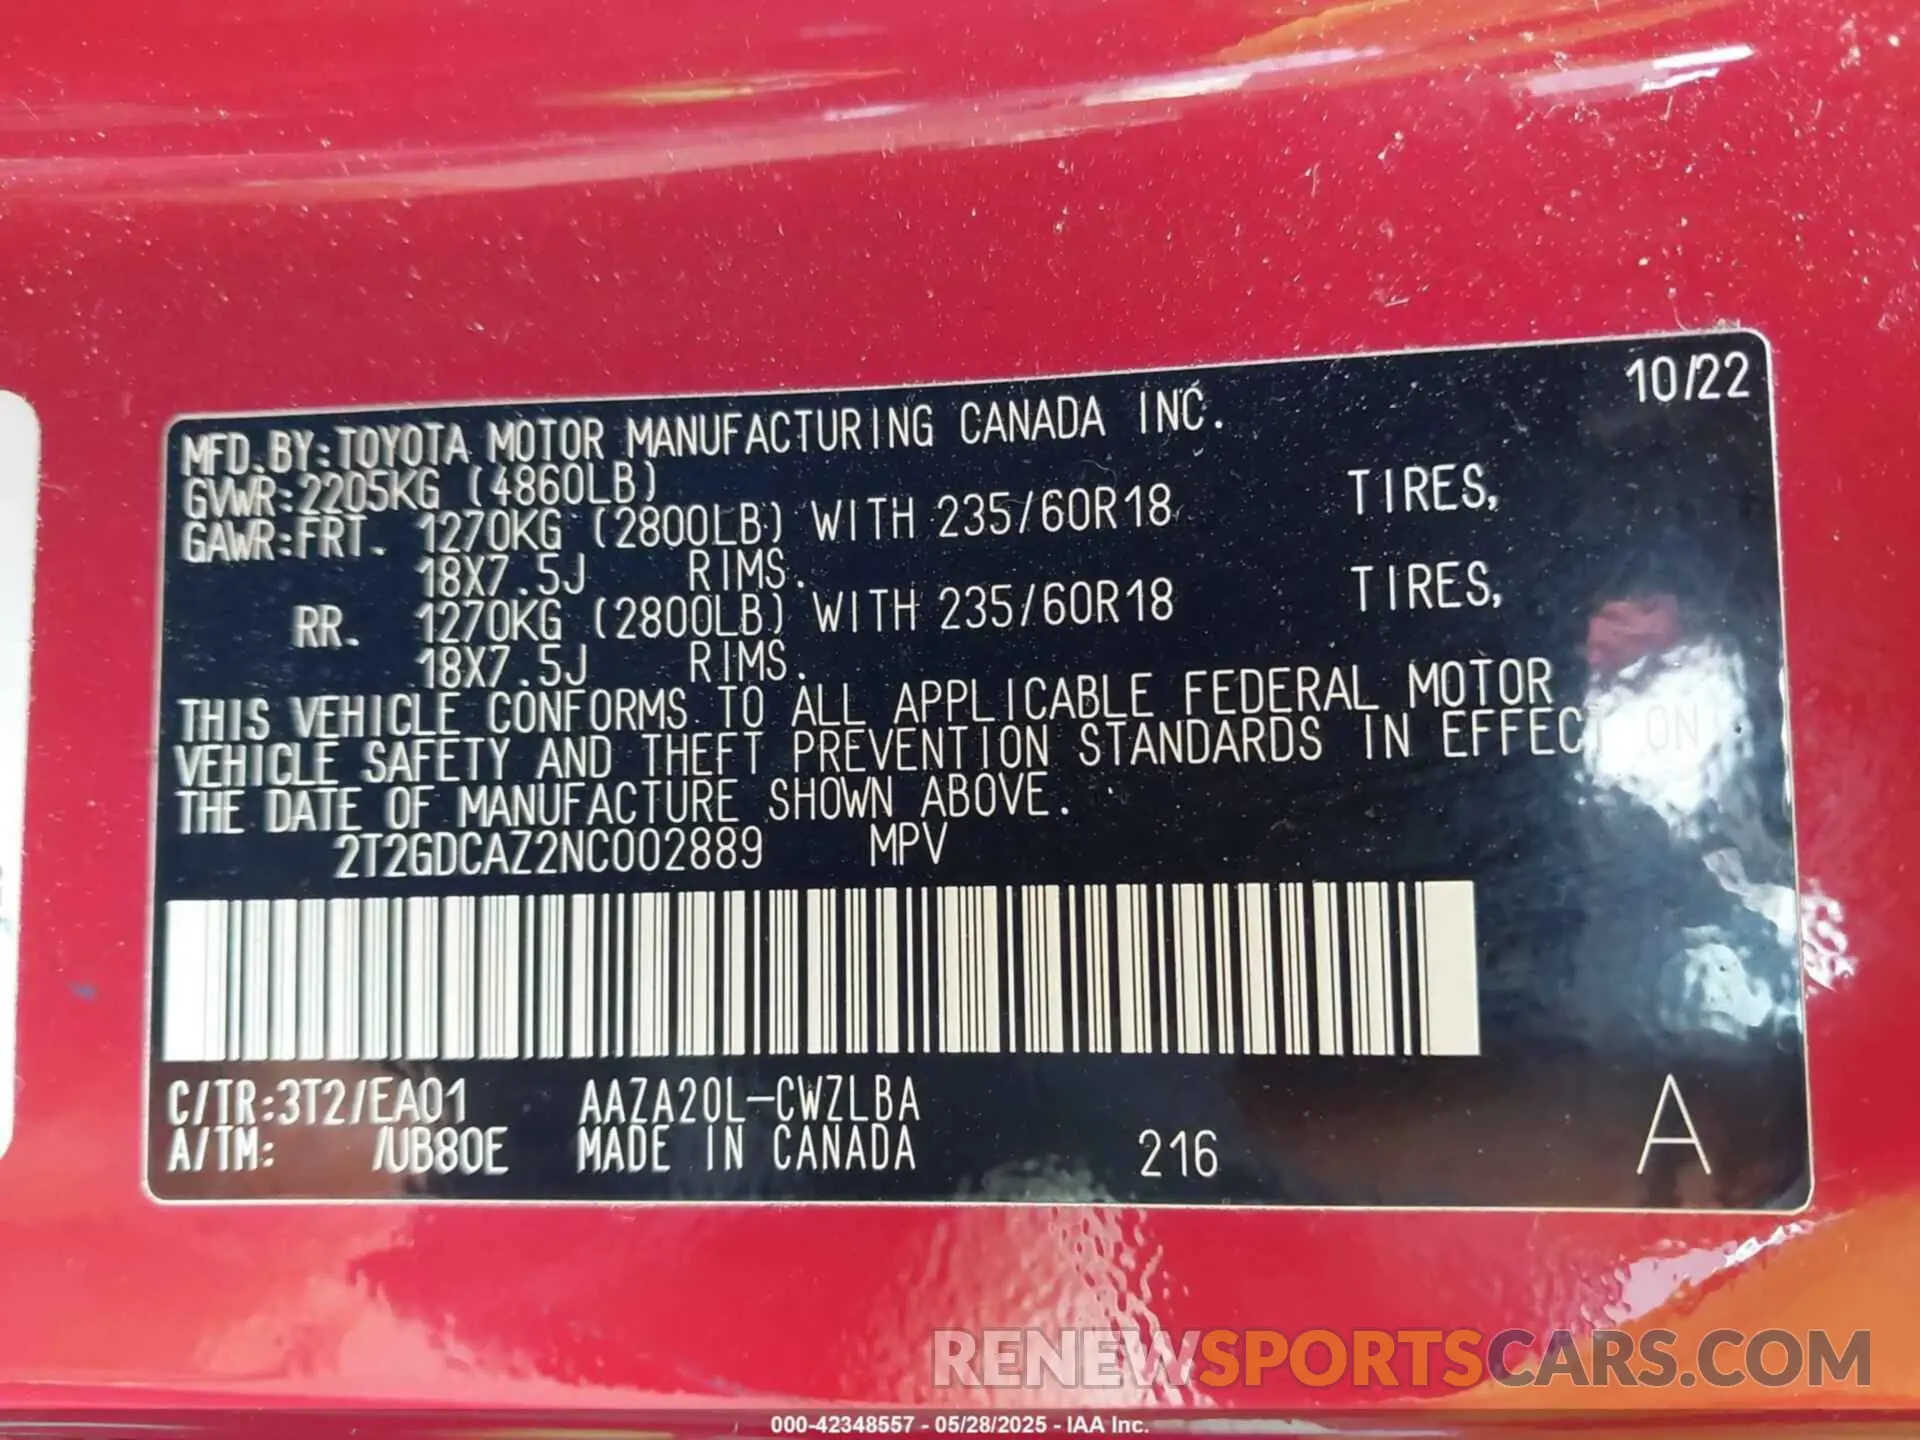 10/22
MFD.BY:TOYOTA MOTOR MANUFACTURING CANADA INC.
GVWR:2205KG (4860LB)
GAWR:FRT. 1270KG (2800LB) WITH 235/60R18 TIRES,
18X7.5J RIMS.
RR. 1270KG (2800LB) WITH 235/60R18 TIRES,
18X7.5J RIMS.
THIS VEHICLE CONFORMS TO ALL APPLICABLE FEDERAL MOTOR
VEHICLE SAFETY AND THEFT PREVENTION STANDARDS IN EFFECT ON
THE DATE OF MANUFACTURE SHOWN ABOVE.
2T2GDCAZ2NC002889 MPV
C/TR:3T2/EA01 AAZA20L-CWZLBA
A/TM: /UB80E MADE IN CANADA 216 A
RENEWSPORTSCARS.COM
000-42348557 - 05/28/2025 - IAA Inc.